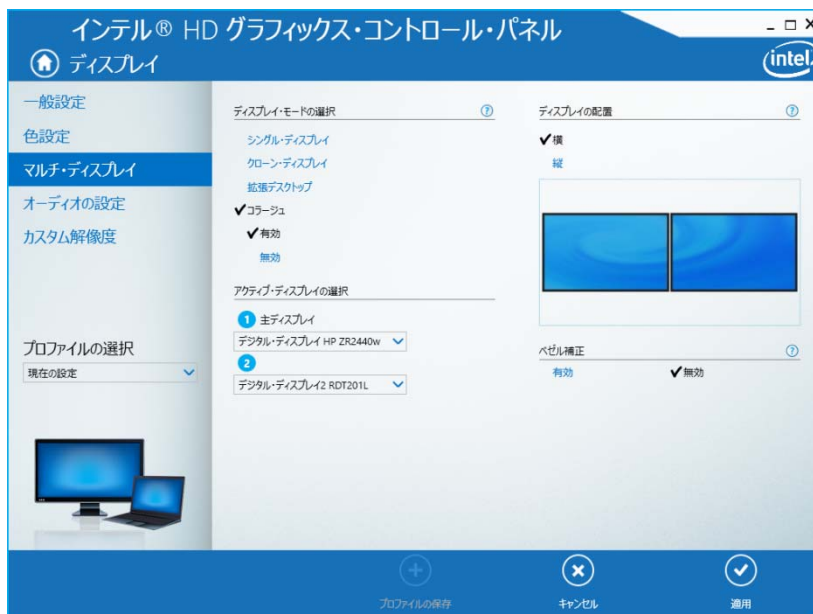 インテル® HD グラフィックス・コントロール・パネル
ディスプレイ
intel
一般設定
色設定
マルチ・ディスプレイ
オーディオの設定
カスタム解像度
プロファイルの選択
現在の設定
ディスプレイ・モードの選択
シングル・ディスプレイ
クローン・ディスプレイ
拡張デスクトップ
コラージュ
有効
無効
アクティブ・ディスプレイの選択
1 主ディスプレイ
デジタル・ディスプレイ HP ZR2440w
2
デジタル・ディスプレイ2 RDT201L
ディスプレイの配置
横
縦
ベゼル補正
有効 無効
プロファイルの保存
キャンセル
適用